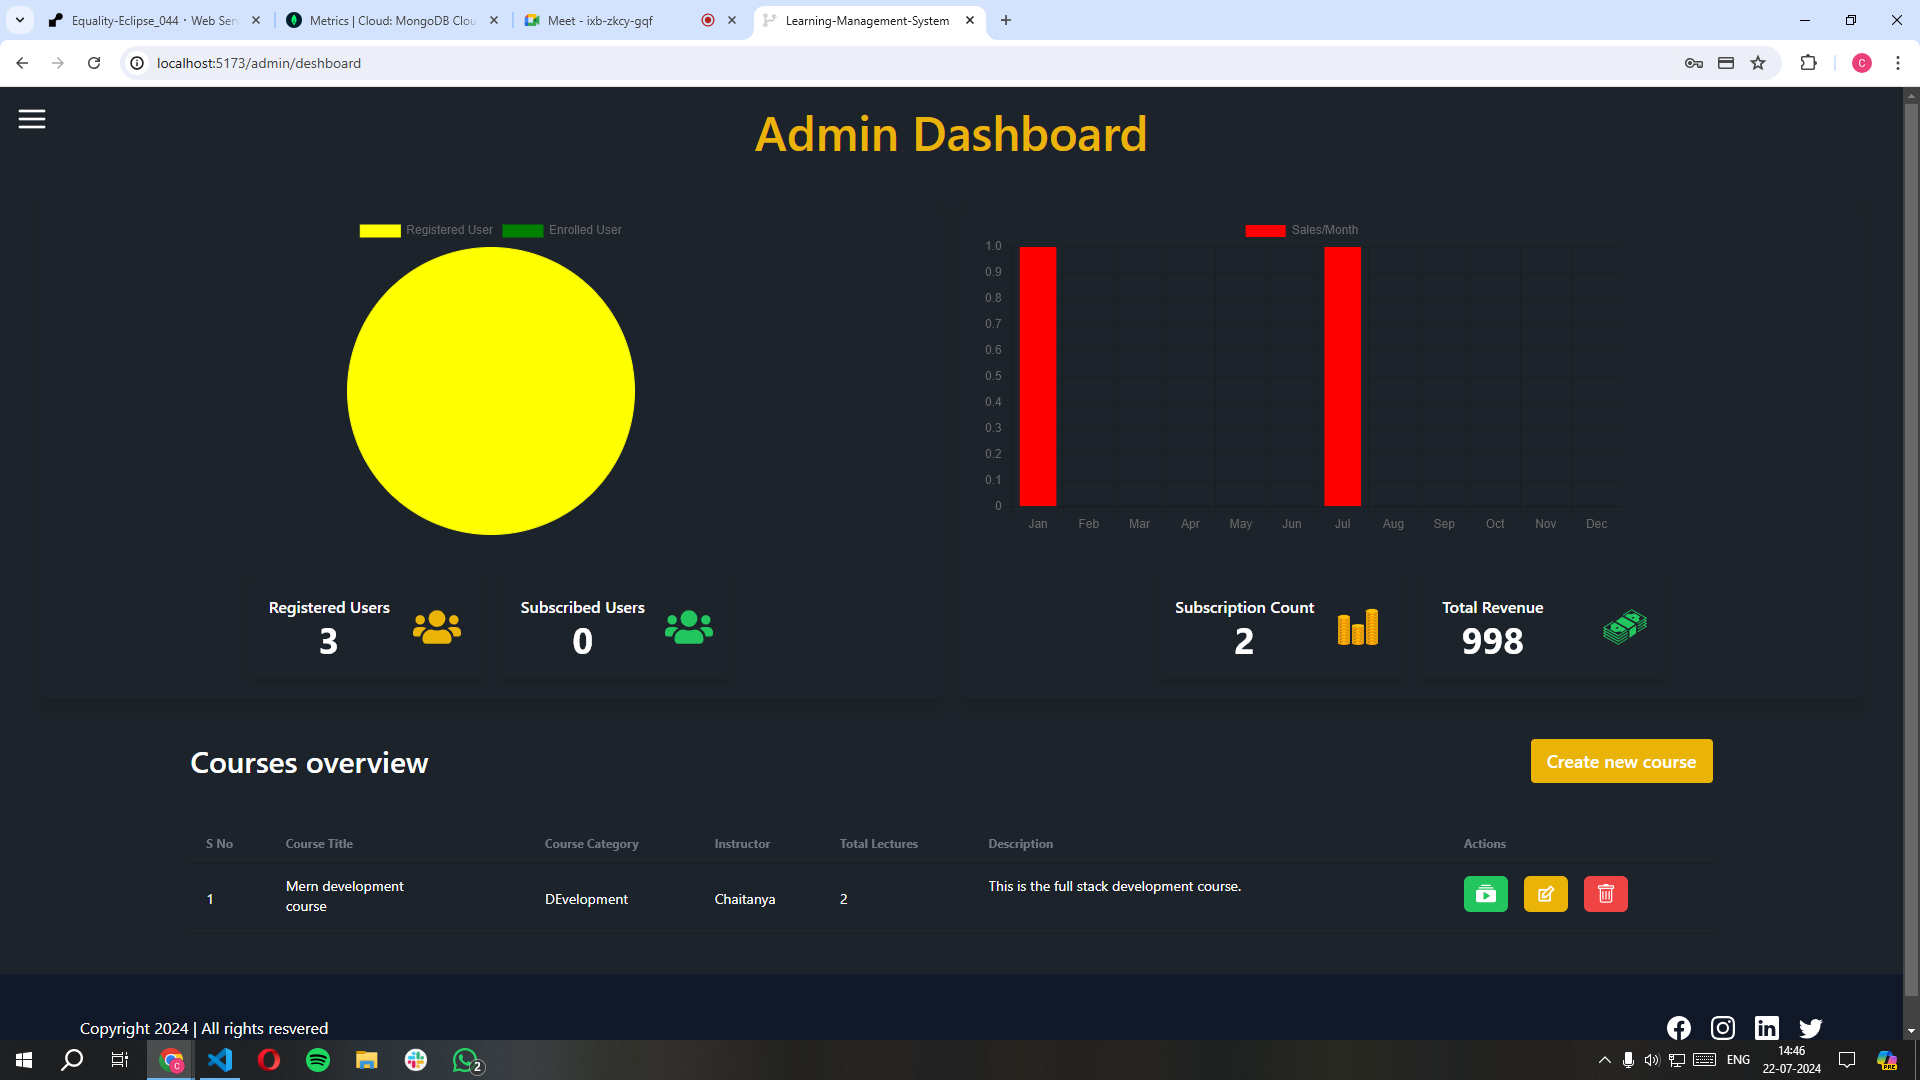 Equality-Eclipse_044 · Web Ser
Metrics | Cloud: MongoDB Clou
Meet - ixb-zkcy-gqf
Learning-Management-System
localhost:5173/admin/deshboard
C
Admin Dashboard
Registered User
Enrolled User
Sales/Month
1.0
0.9
0.8
0.7
0.6
0.5
0.4
0.3
0.2
0.1
0
Jan Feb Mar Apr May Jun Jul Aug Sep Oct Nov Dec
Registered Users
3
Subscribed Users
0
Subscription Count
2
Total Revenue
998
Courses overview
Create new course
S No Course Title Course Category Instructor Total Lectures Description Actions
1 Mern development course DEvelopment Chaitanya 2 This is the full stack development course.
Copyright 2024 | All rights resvered
C
2
ENG
14:46
22-07-2024
PRE